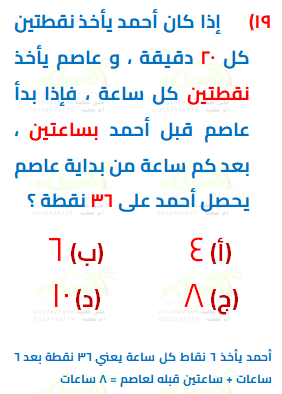 ١٩) إذا كان أحمد يأخذ نقطتين
كل ٢٠ دقيقة ، و عاصم يأخذ
نقطتين كل ساعة ، فإذا بدأ
عاصم قبل أحمد بساعتين ،
بعد كم ساعة من بداية عاصم
يحصل أحمد على ٣٦ نقطة ؟
(أ) ٤ (ب) ٦
(ج) ٨ (د) ١٠
أحمد يأخذ ٦ نقاط كل ساعة يعني ٣٦ نقطة بعد ٦
ساعات + ساعتين قبله لعاصم = ٨ ساعات